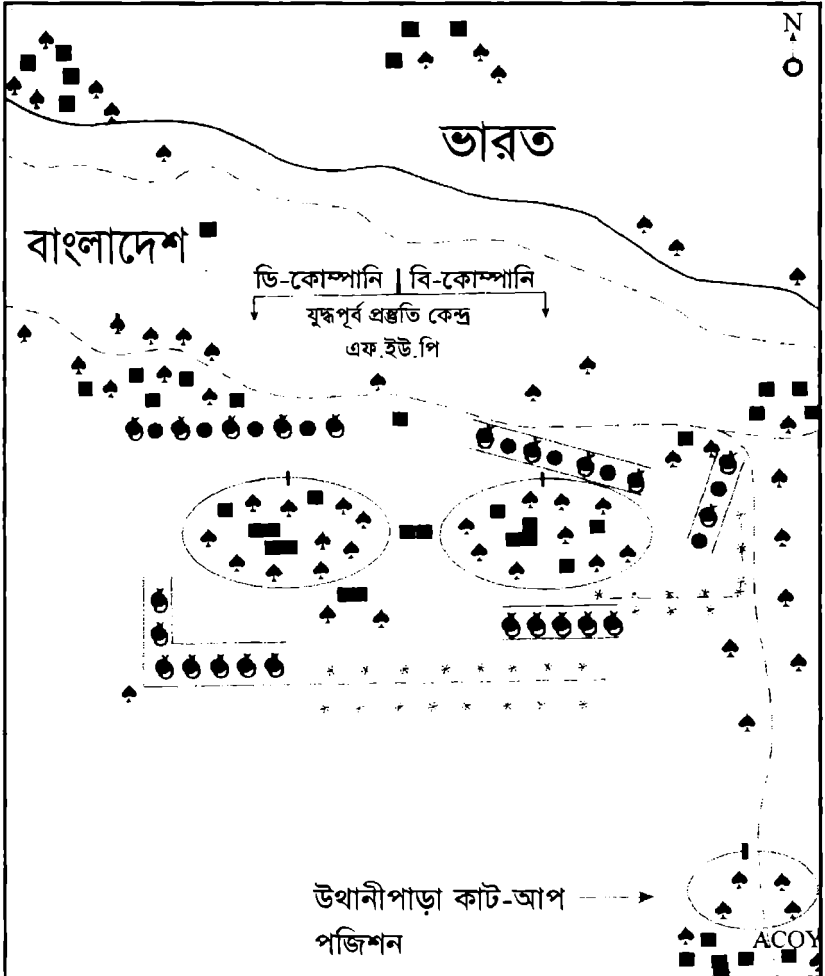 N
ভারত
বাংলাদেশ
ডি-কোম্পানি | বি-কোম্পানি
যুদ্ধপূর্ব প্রস্তুতি কেন্দ্র
এফ.ইউ.পি
উথানীপাড়া কাট-আপ
পজিশন
ACOY